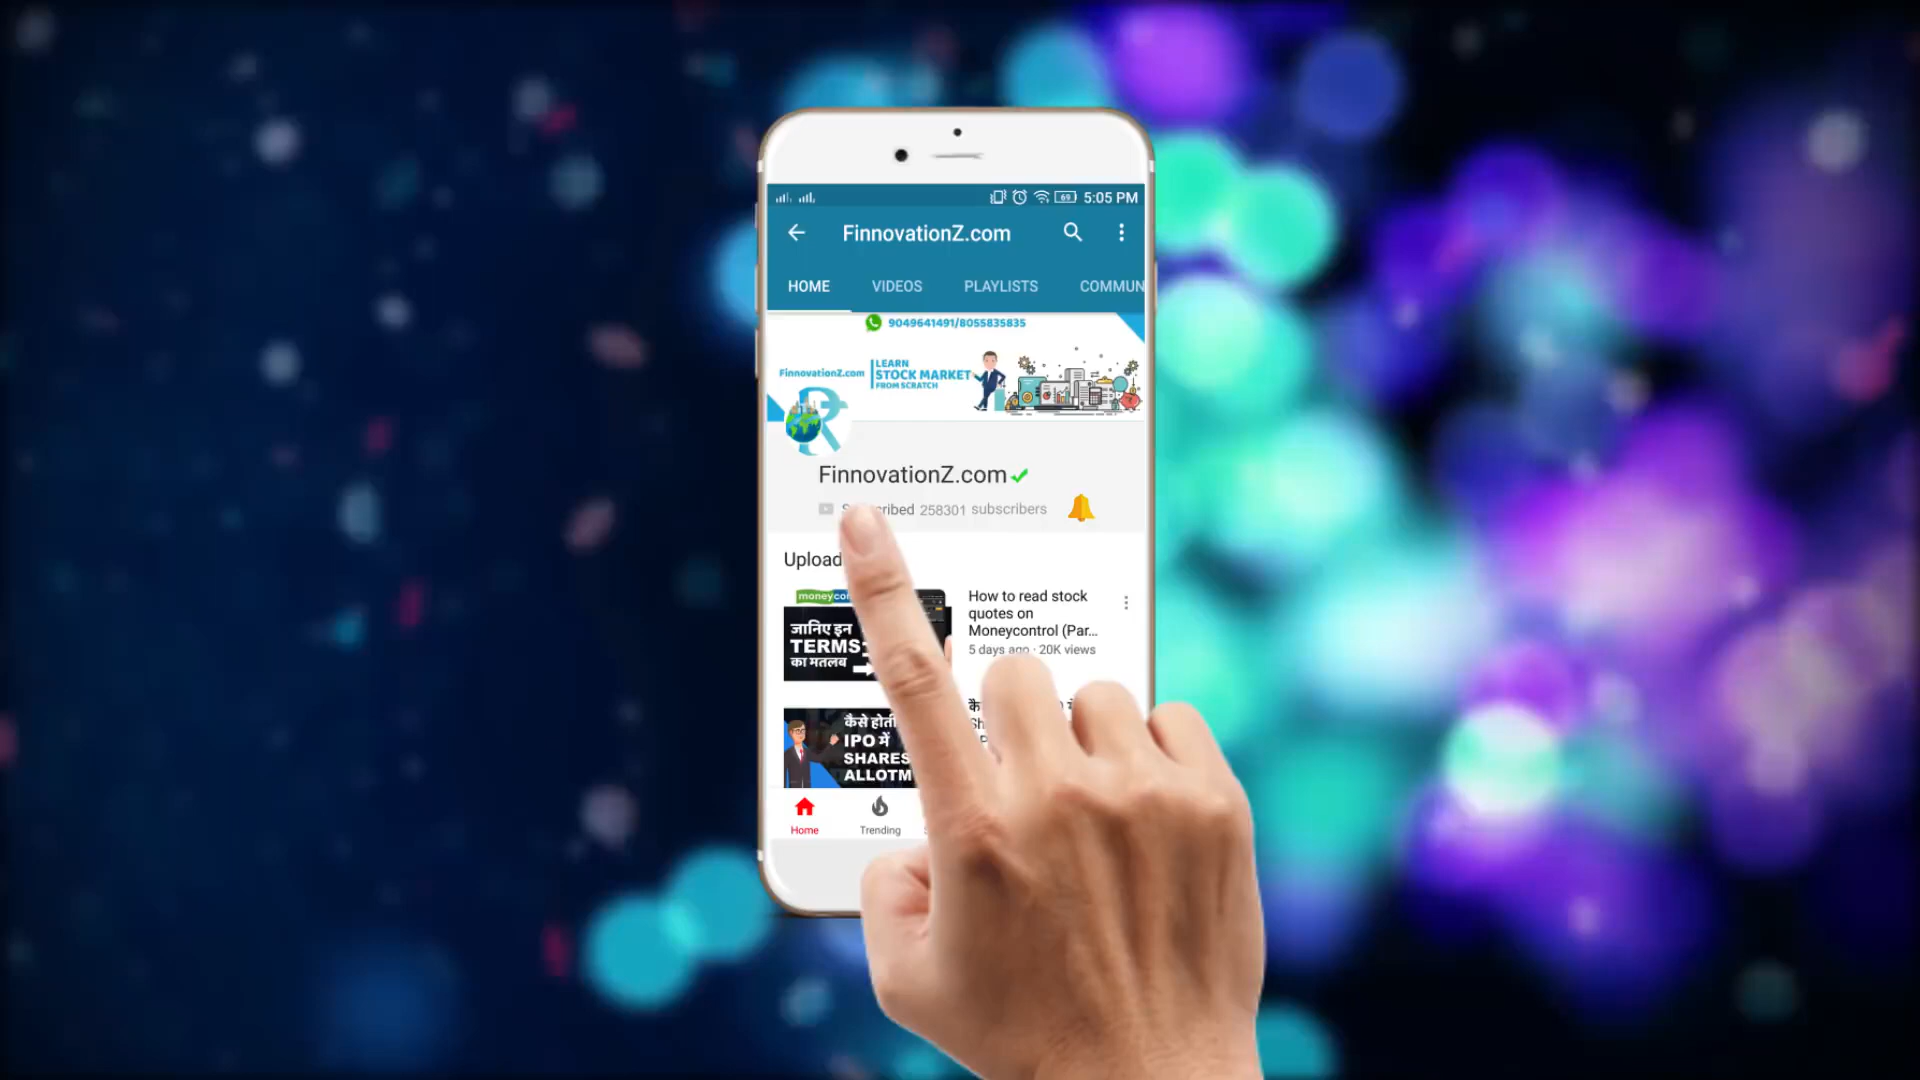 69 5:05 PM
FinnovationZ.com
HOME VIDEOS PLAYLISTS COMMUN
9049641491/8055835835
FinnovationZ.com
LEARN
STOCK MARKET
FROM SCRATCH
FinnovationZ.com
258301 subscribers
Upload
moneycon
जानिए इन
TERMS
का मतलब
How to read stock
quotes on
Moneycontrol (Par...
5 days ago · 20K views
कैसे होती
IPO में
SHARES
ALLOTM
Home
Trending